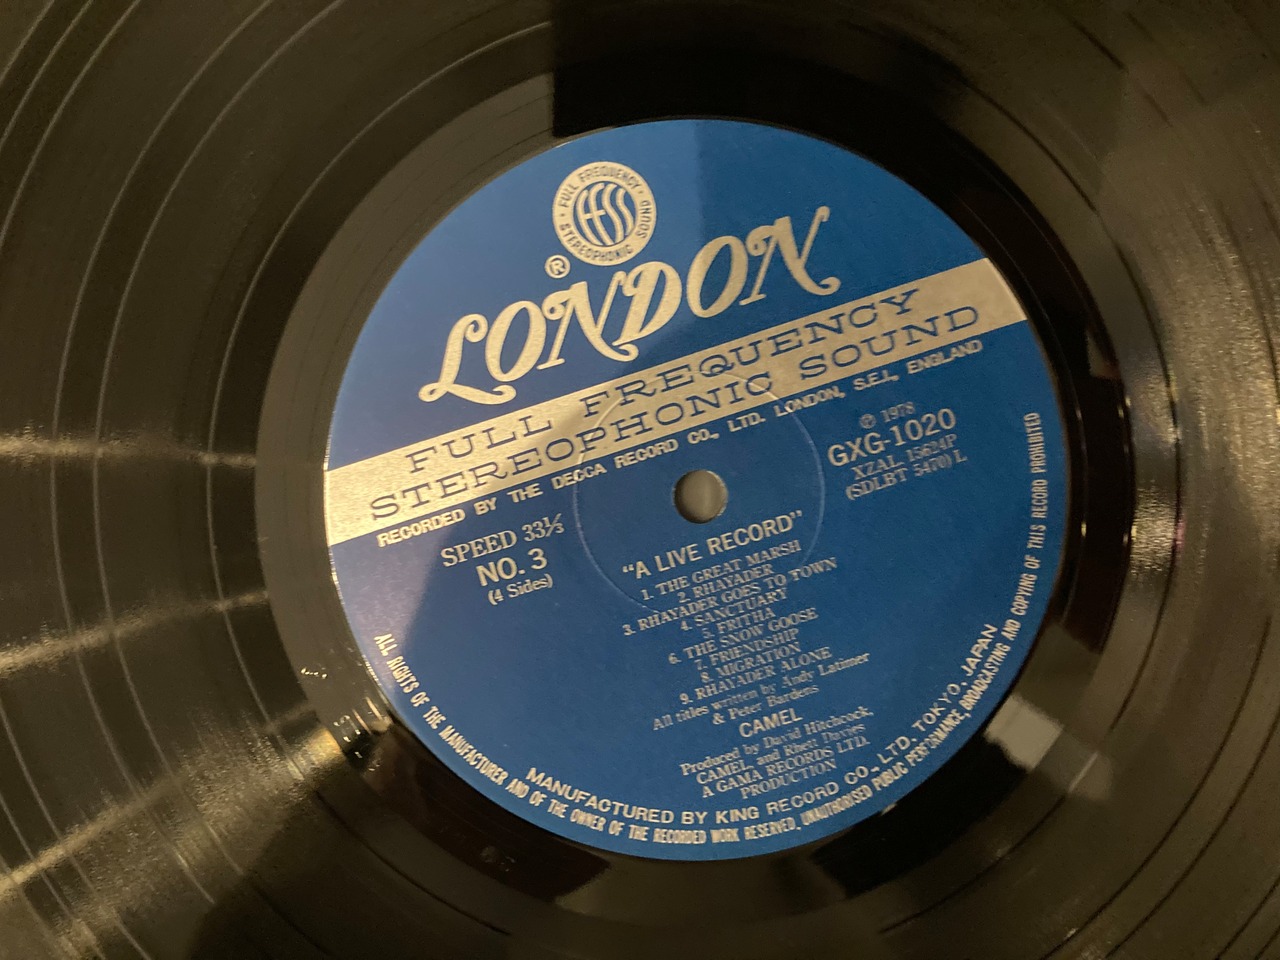 FULL FREQUENCY
FFSS
STEREOPHONIC SOUND
®
LONDON
FULL FREQUENCY
STEREOPHONIC SOUND
RECORDED BY THE DECCA RECORD CO., LTD. LONDON, S.E.I., ENGLAND
℗ 1978
GXG-1020
XZAL 15624P
(SDLBT 5470) L
SPEED 33⅓
NO. 3
(4 Sides)
"A LIVE RECORD"
1. THE GREAT MARSH
2. RHAYADER
3. RHAYADER GOES TO TOWN
4. SANCTUARY
5. FRITHA
6. THE SNOW GOOSE
7. FRIENDSHIP
8. MIGRATION
9. RHAYADER ALONE
All titles written by Andy Latimer
& Peter Bardens
CAMEL
Produced by David Hitchcock,
CAMEL and Rhett Davies
A GAMA RECORDS LTD.
PRODUCTION
MANUFACTURED BY KING RECORD CO., LTD. TOKYO, JAPAN
ALL RIGHTS OF THE MANUFACTURER AND OF THE OWNER OF THE RECORDED WORK RESERVED. UNAUTHORISED PUBLIC PERFORMANCE, BROADCASTING AND COPYING OF THIS RECORD PROHIBITED